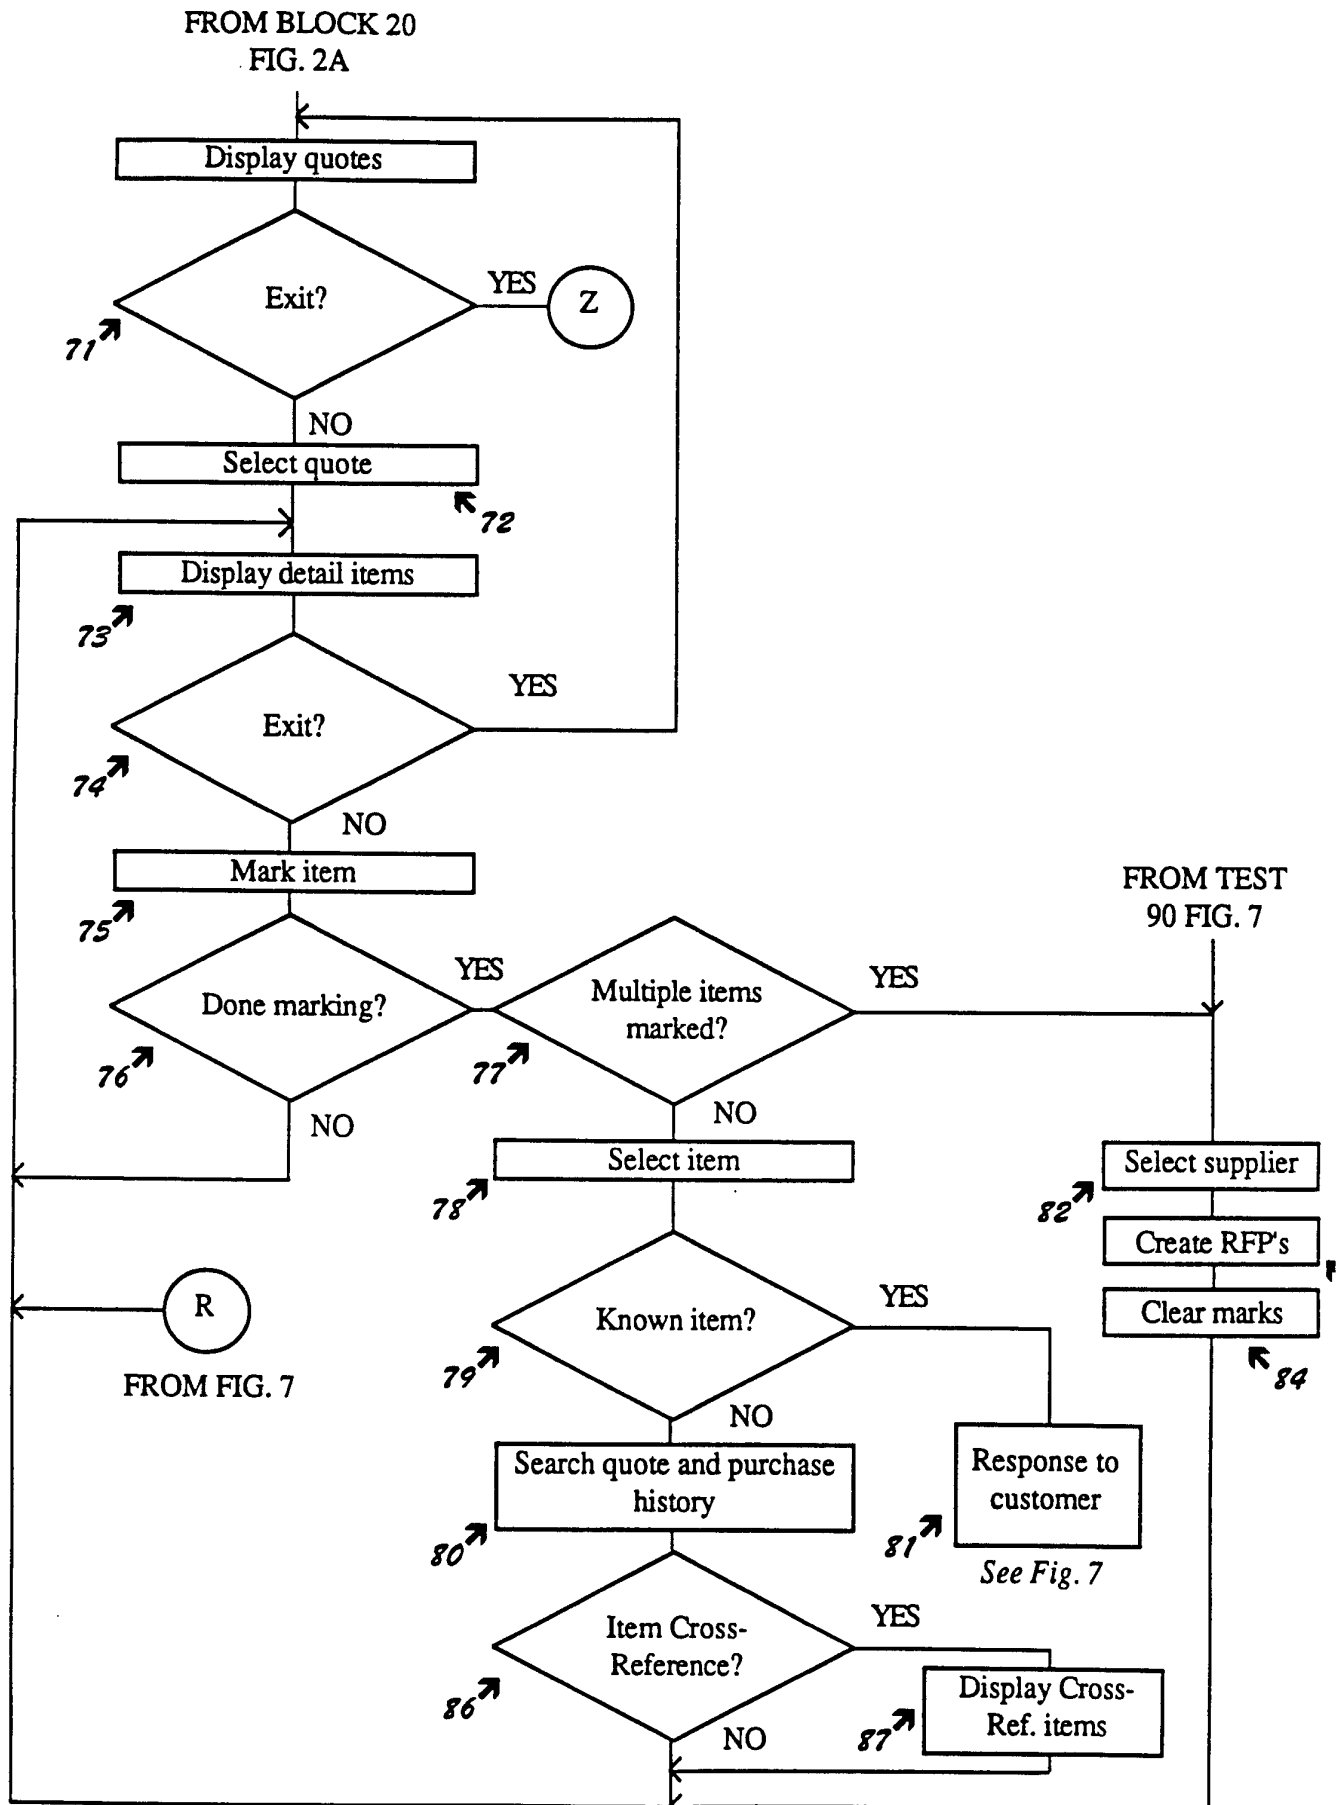 FROM BLOCK 20
FIG. 2A
Display quotes
Exit?
YES
Z
71
NO
Select quote
72
Display detail items
73
Exit?
YES
74
NO
Mark item
75
Done marking?
YES
76
NO
Multiple items
marked?
YES
77
NO
FROM TEST
90 FIG. 7
Select item
78
Select supplier
82
Create RFP's
Clear marks
84
R
FROM FIG. 7
Known item?
YES
79
NO
Search quote and purchase
history
80
Response to
customer
81
See Fig. 7
Item Cross-
Reference?
YES
86
NO
Display Cross-
Ref. items
87